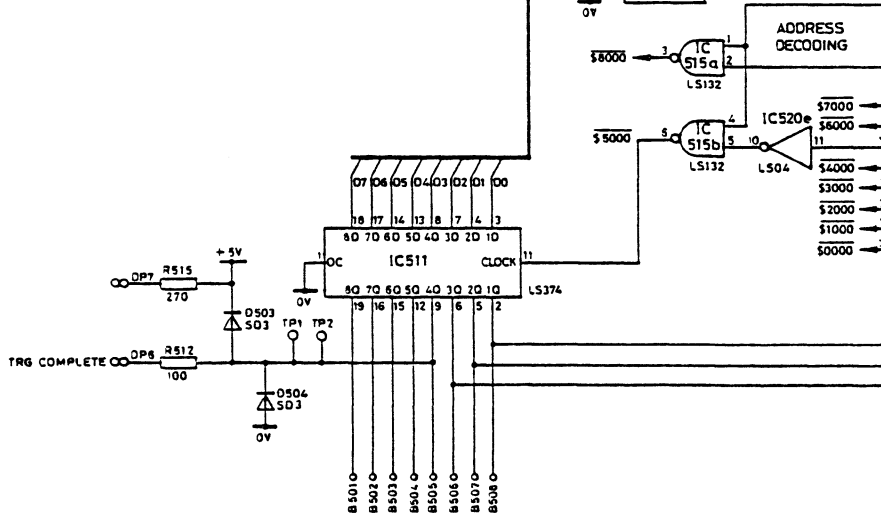 0V
ADDRESS
DECODING
$8000
3
IC
515a
1
2
LS132
$7000
$6000
IC520e
$5000
6
IC
515b
4
5
10
11
LS132
LS04
$4000
$3000
$2000
$1000
$0000
D7 D6 D5 D4 D3 D2 D1 D0
18 17 14 13 8 7 4 3
8D 7D 6D 5D 4D 3D 2D 1D
1
OC
IC511
CLOCK
11
LS374
0V
8Q 7Q 6Q 5Q 4Q 3Q 2Q 1Q
19 16 15 12 9 6 5 2
+5V
DP7
R515
270
D503
SD3
TP1
TP2
TRG COMPLETE
DP6
R512
100
D504
SD3
0V
B501 B502 B503 B504 B505 B506 B507 B508